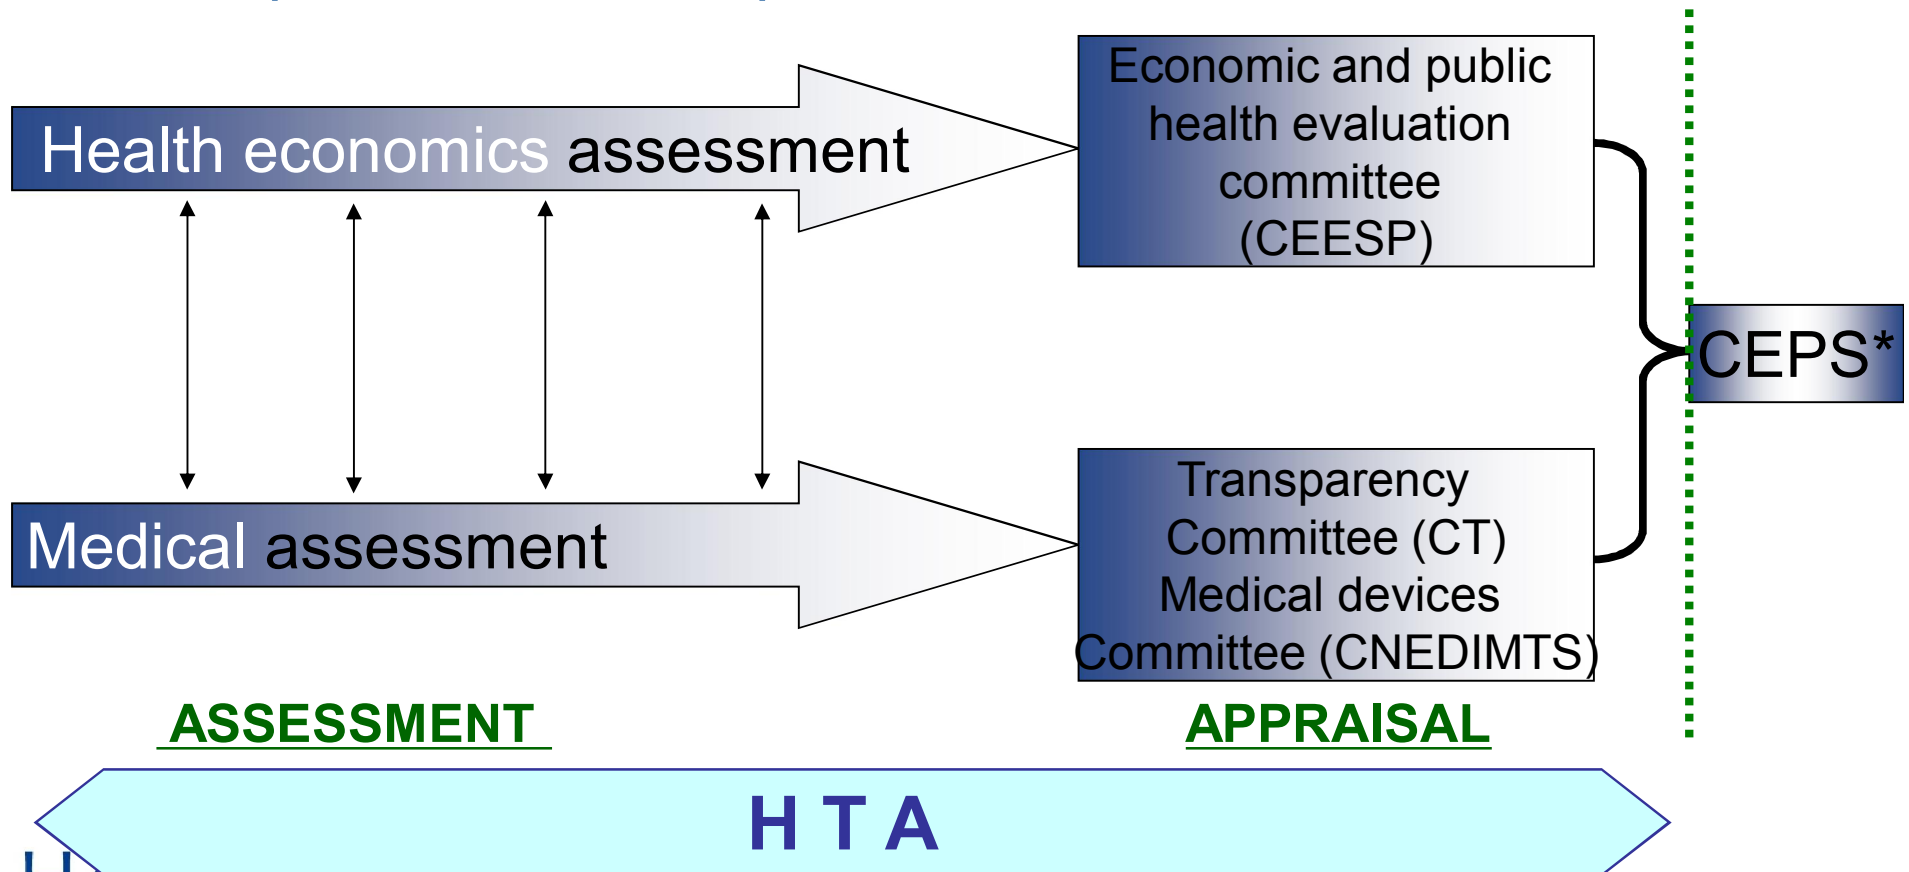 Health economics assessment
Economic and public
health evaluation
committee
(CEESP)
CEPS*
Medical assessment
Transparency
Committee (CT)
Medical devices
Committee (CNEDIMTS)
ASSESSMENT
APPRAISAL
H T A